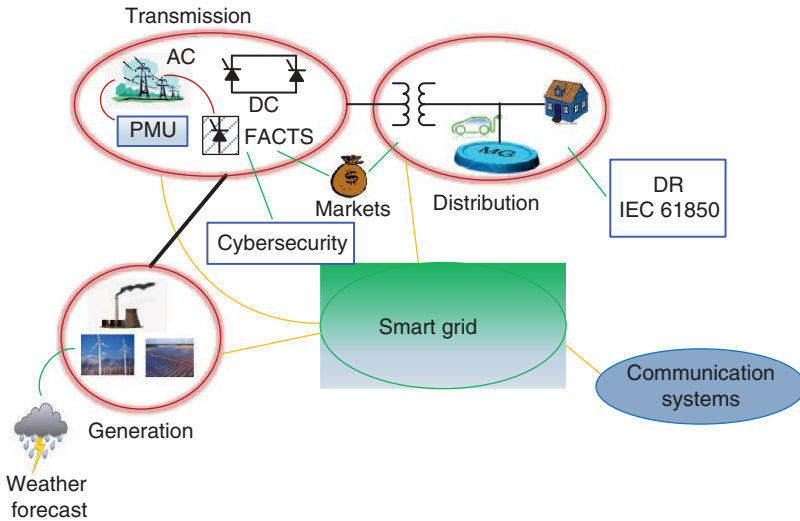 Transmission
AC
DC
PMU
FACTS
$
Markets
Cybersecurity
MG
Distribution
DR
IEC 61850
Smart grid
Communication
systems
Generation
Weather
forecast